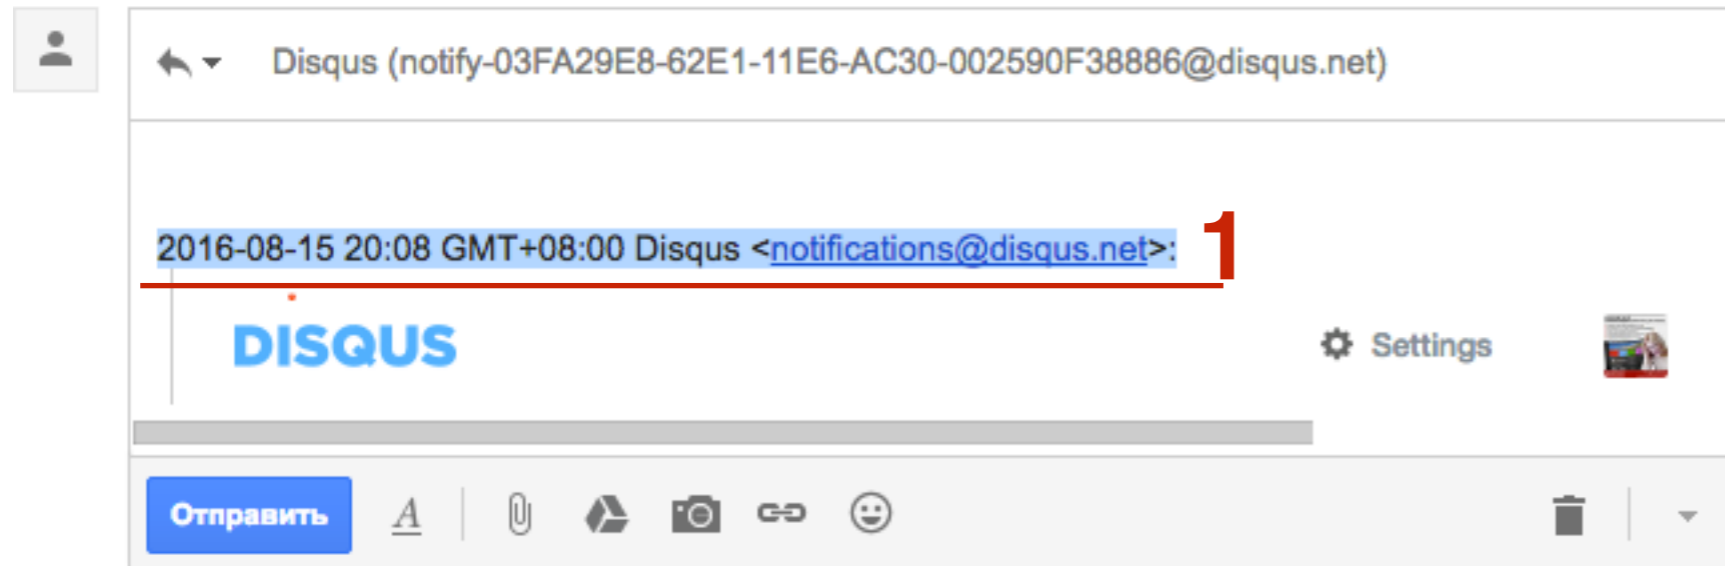 Disqus (notify-03FA29E8-62E1-11E6-AC30-002590F38886@disqus.net)
2016-08-15 20:08 GMT+08:00 Disqus <notifications@disqus.net>:
1
DISQUS
Settings
Отправить
A